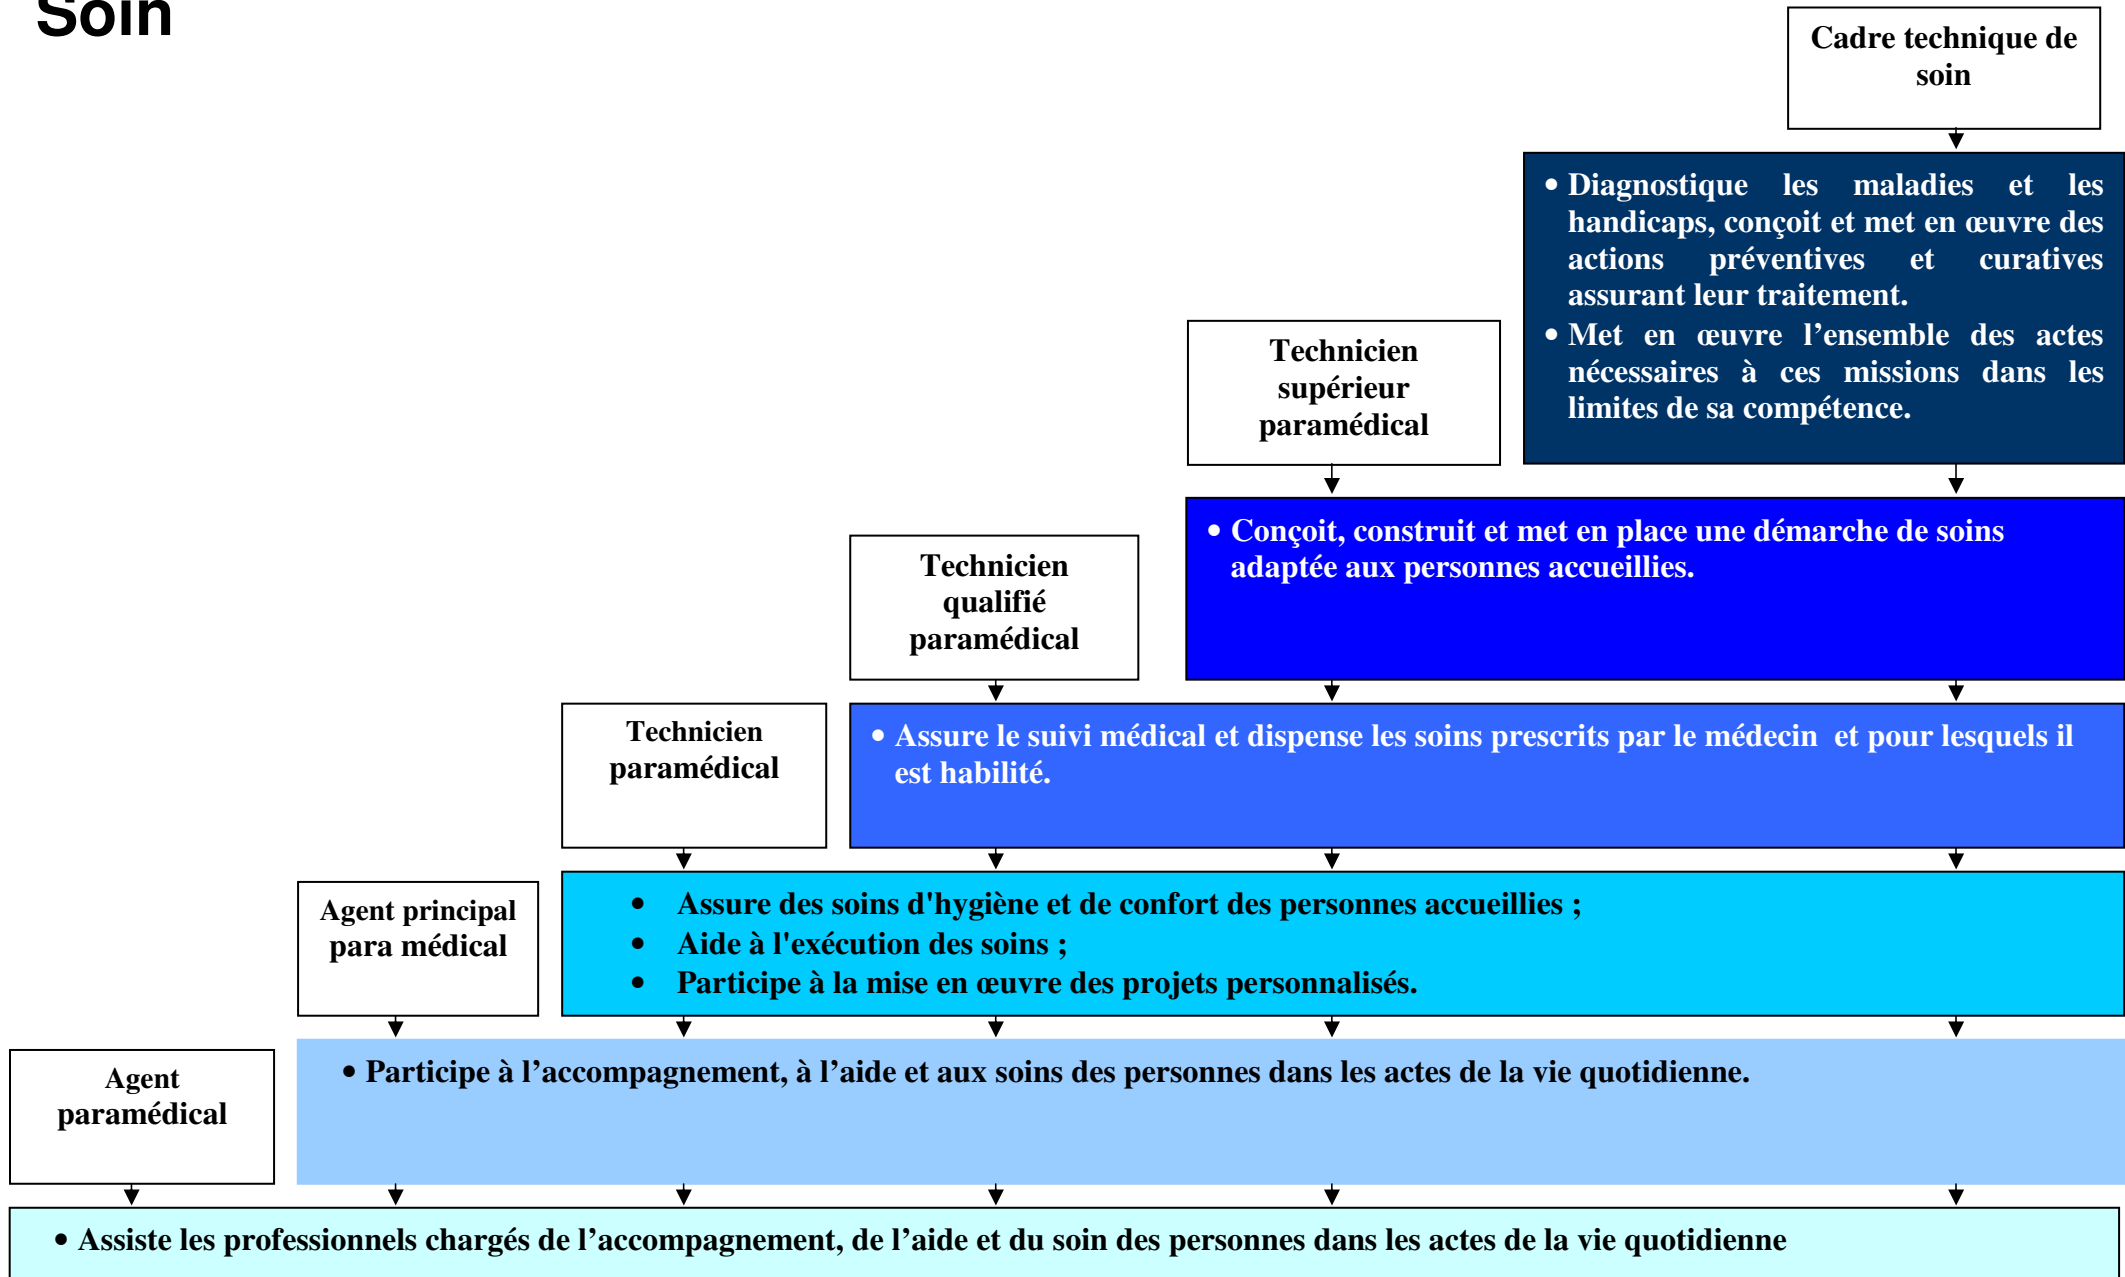 Soin
Cadre technique de
soin
• Diagnostique les maladies et les
handicaps, conçoit et met en œuvre des
actions préventives et curatives
assurant leur traitement.
• Met en œuvre l’ensemble des actes
nécessaires à ces missions dans les
limites de sa compétence.
Technicien
supérieur
paramédical
• Conçoit, construit et met en place une démarche de soins
adaptée aux personnes accueillies.
Technicien
qualifié
paramédical
• Assure le suivi médical et dispense les soins prescrits par le médecin et pour lesquels il
est habilité.
Technicien
paramédical
• Assure des soins d'hygiène et de confort des personnes accueillies ;
• Aide à l'exécution des soins ;
• Participe à la mise en œuvre des projets personnalisés.
Agent principal
para médical
• Participe à l’accompagnement, à l’aide et aux soins des personnes dans les actes de la vie quotidienne.
Agent
paramédical
• Assiste les professionnels chargés de l’accompagnement, de l’aide et du soin des personnes dans les actes de la vie quotidienne